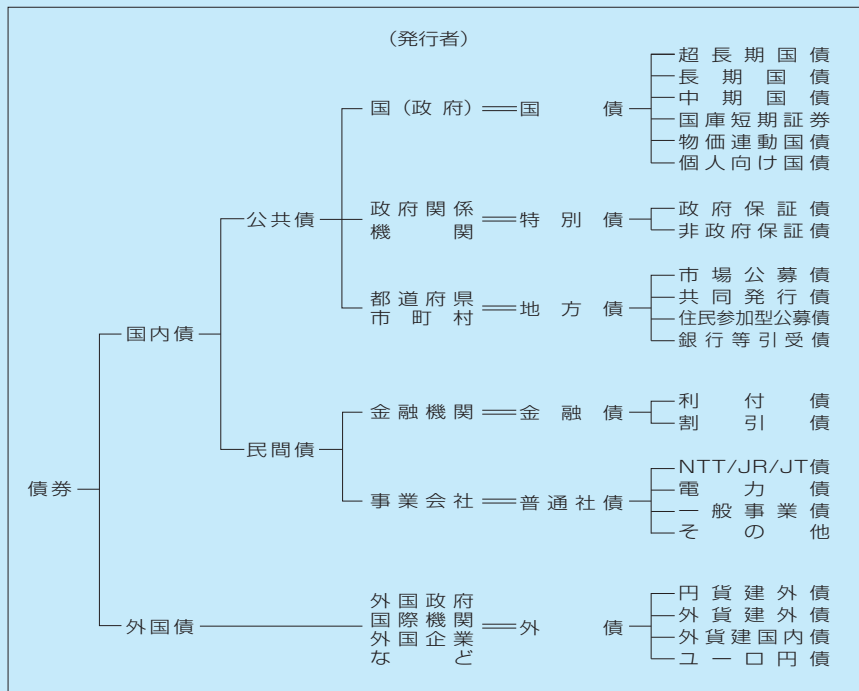 （発行者）
超長期国債
長期国債
中期国債
国（政府） 国債
国庫短期証券
物価連動国債
個人向け国債
公共債
政府関係
機関
特別債
政府保証債
非政府保証債
市場公募債
都道府県
市町村
地方債
共同発行債
住民参加型公募債
銀行等引受債
国内債
金融機関 金融債
利付債
割引債
民間債
NTT/JR/JT債
電力債
事業会社 普通社債
一般事業債
その他
債券
外国債
外国政府
国際機関
外国企業
など
外債
円貨建外債
外貨建外債
外貨建国内債
ユーロ円債